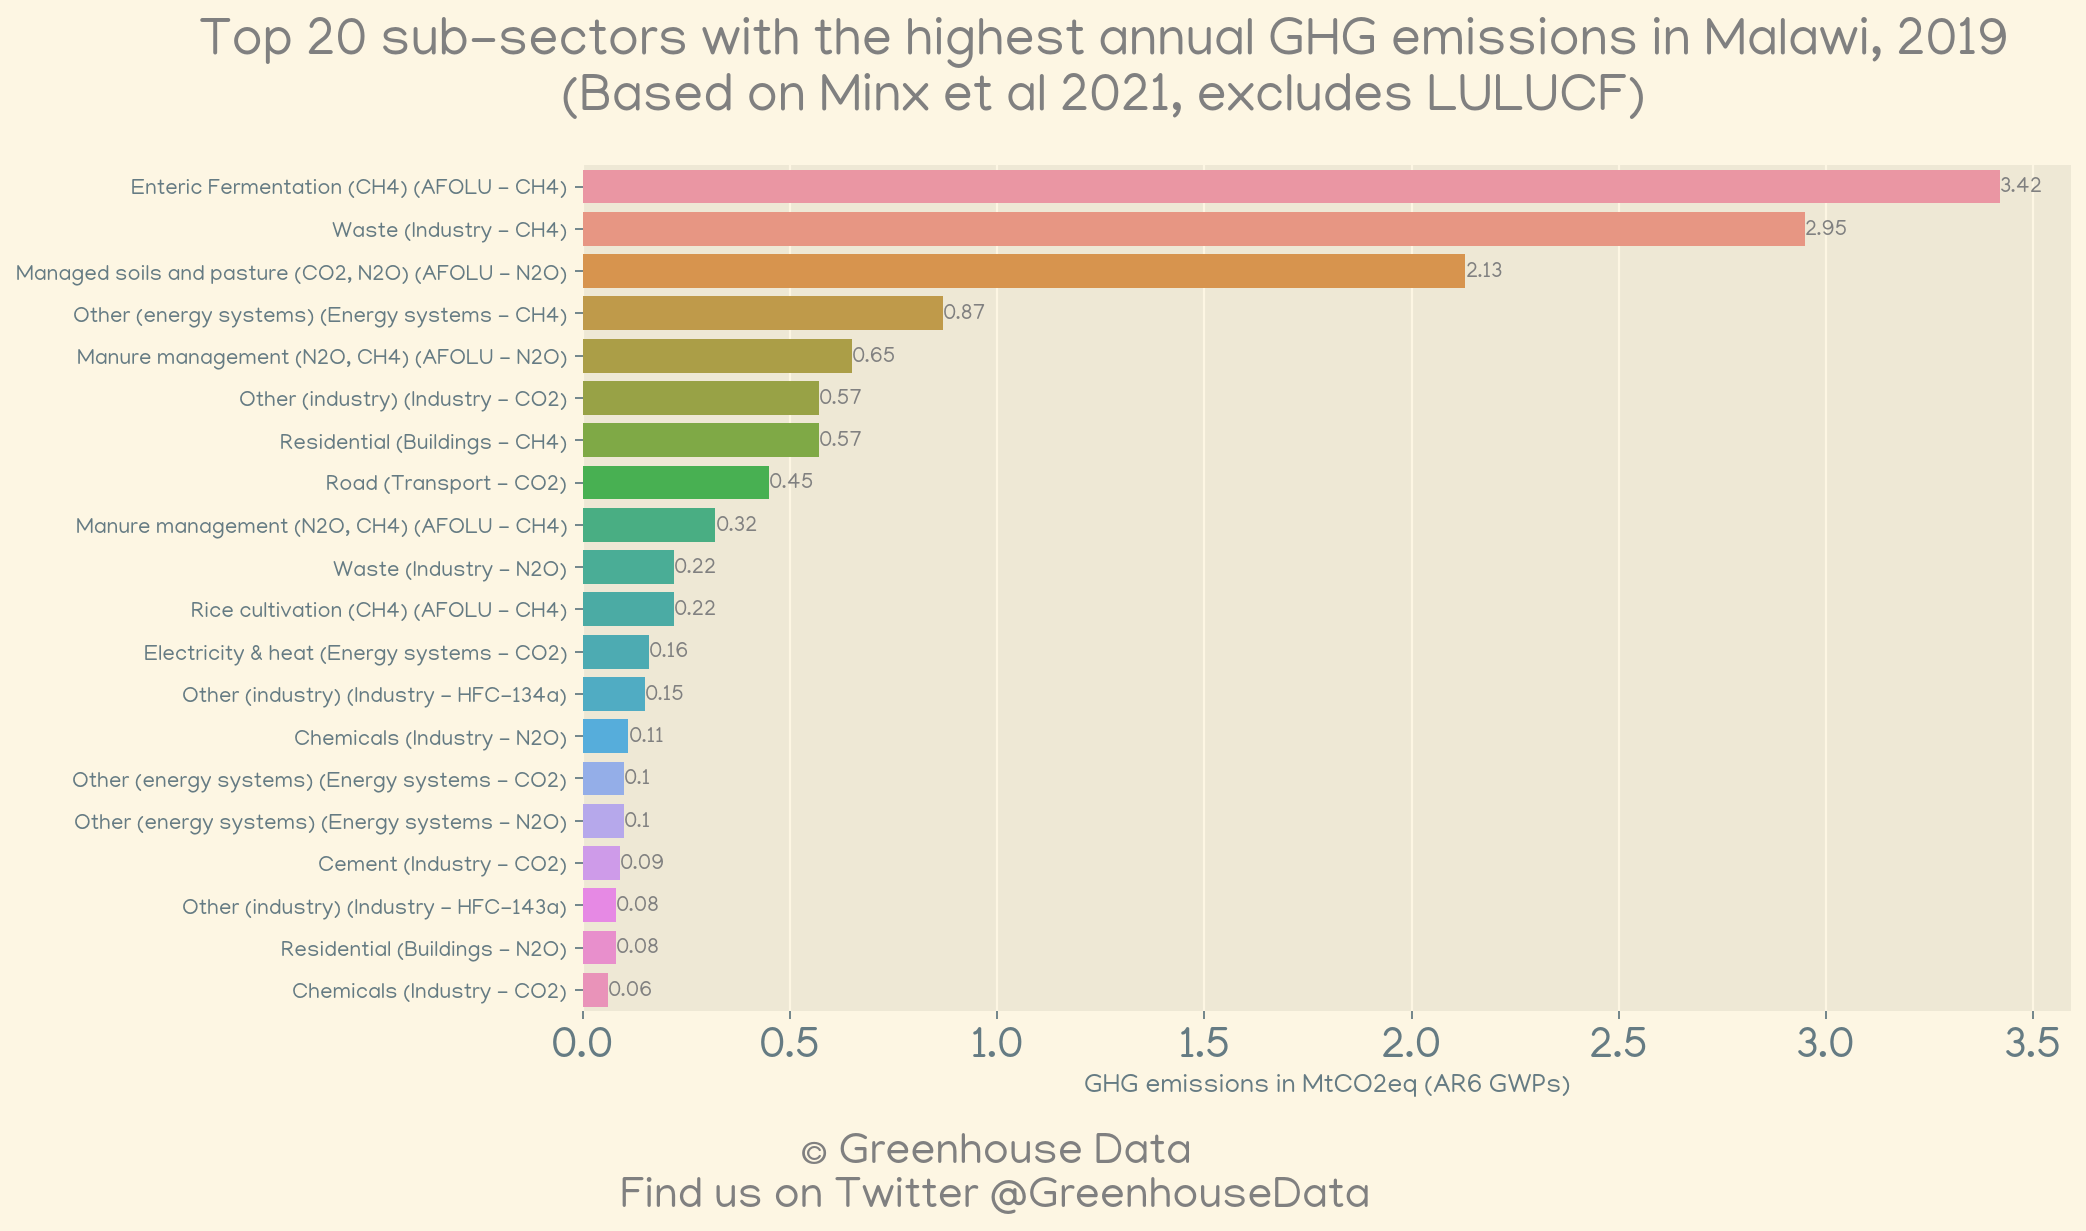 Top 20 sub-sectors with the highest annual GHG emissions in Malawi, 2019
(Based on Minx et al 2021, excludes LULUCF)
Enteric Fermentation (CH4) (AFOLU - CH4) 3.42
Waste (Industry - CH4) 2.95
Managed soils and pasture (CO2, N2O) (AFOLU - N2O) 2.13
Other (energy systems) (Energy systems - CH4) 0.87
Manure management (N2O, CH4) (AFOLU - N2O) 0.65
Other (industry) (Industry - CO2) 0.57
Residential (Buildings - CH4) 0.57
Road (Transport - CO2) 0.45
Manure management (N2O, CH4) (AFOLU - CH4) 0.32
Waste (Industry - N2O) 0.22
Rice cultivation (CH4) (AFOLU - CH4) 0.22
Electricity & heat (Energy systems - CO2) 0.16
Other (industry) (Industry - HFC-134a) 0.15
Chemicals (Industry - N2O) 0.11
Other (energy systems) (Energy systems - CO2) 0.1
Other (energy systems) (Energy systems - N2O) 0.1
Cement (Industry - CO2) 0.09
Other (industry) (Industry - HFC-143a) 0.08
Residential (Buildings - N2O) 0.08
Chemicals (Industry - CO2) 0.06
0.0 0.5 1.0 1.5 2.0 2.5 3.0 3.5
GHG emissions in MtCO2eq (AR6 GWPs)
© Greenhouse Data
Find us on Twitter @GreenhouseData